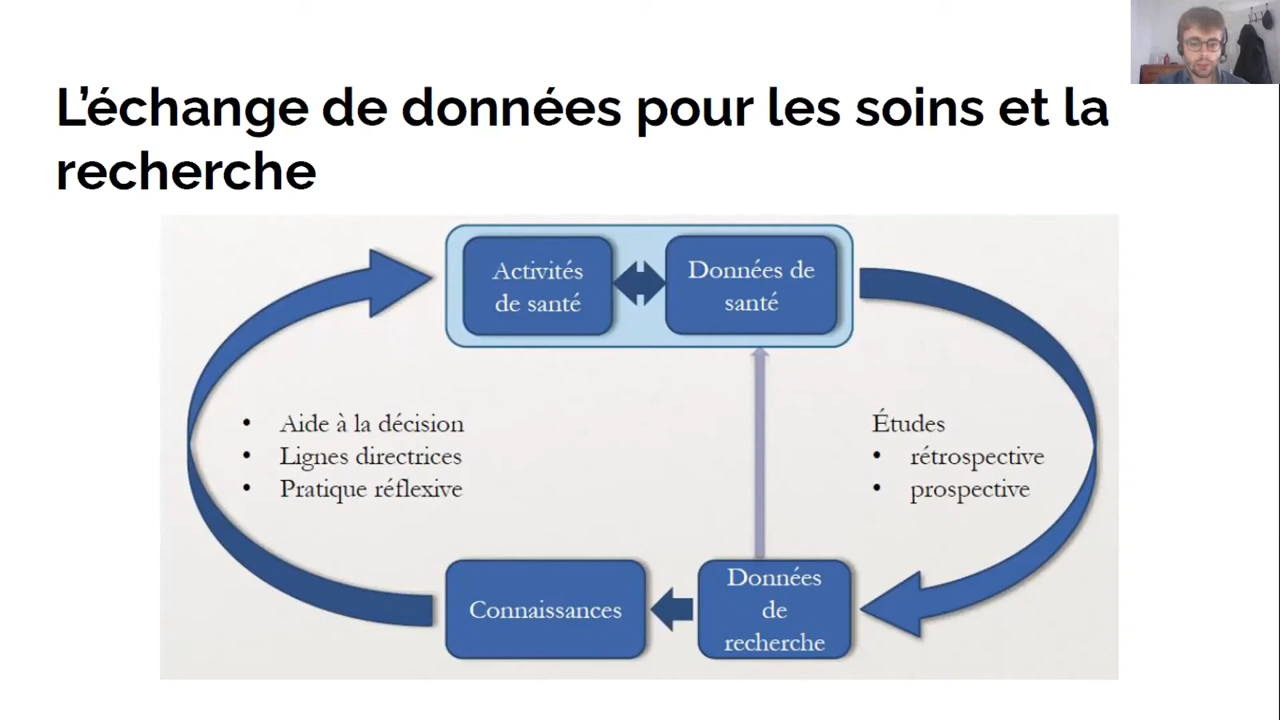 L'échange de données pour les soins et la
recherche
Activités
de santé
Données de
santé
• Aide à la décision
• Lignes directrices
• Pratique réflexive
Études
• rétrospective
• prospective
Connaissances
Données
de
recherche